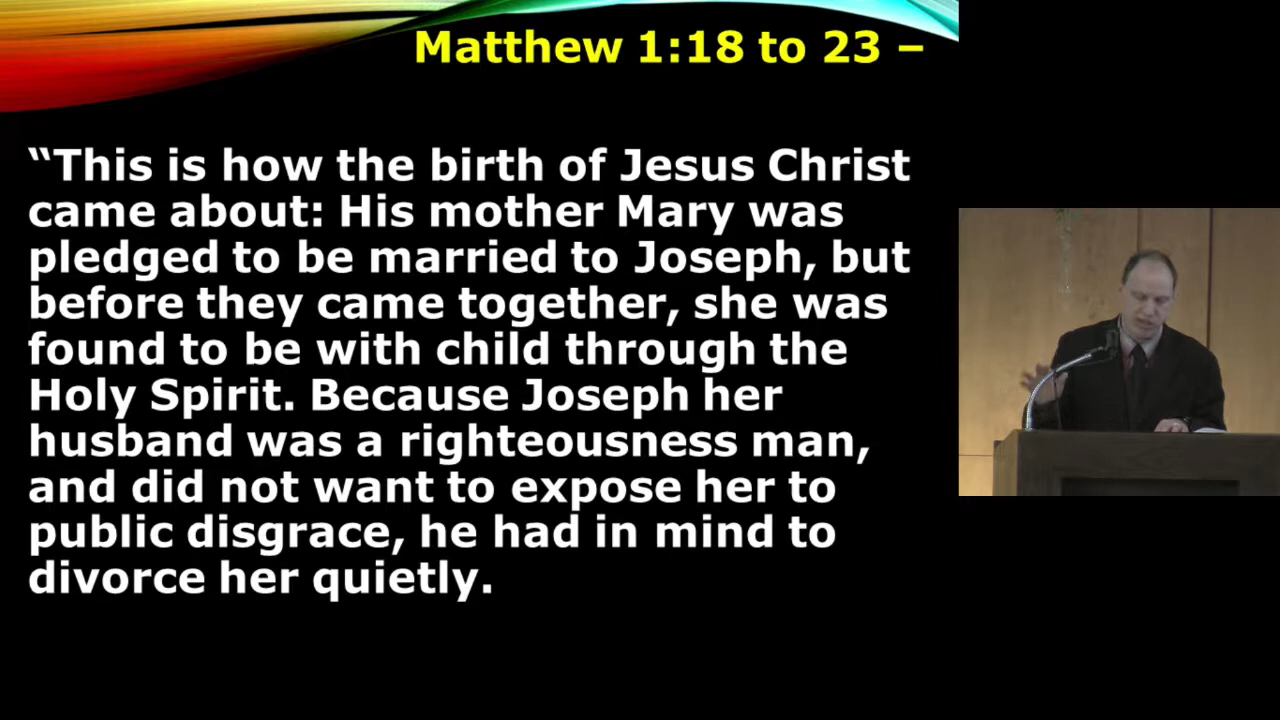 Matthew 1:18 to 23 –
“This is how the birth of Jesus Christ
came about: His mother Mary was
pledged to be married to Joseph, but
before they came together, she was
found to be with child through the
Holy Spirit. Because Joseph her
husband was a righteousness man,
and did not want to expose her to
public disgrace, he had in mind to
divorce her quietly.